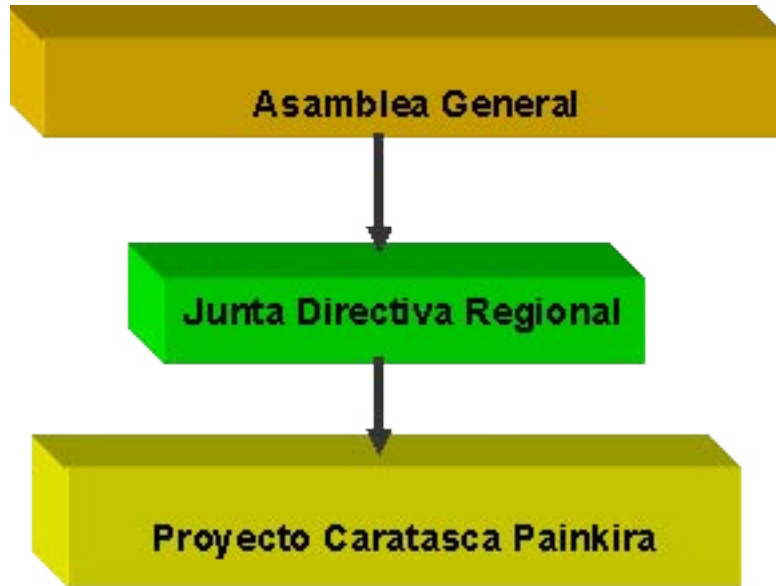 Asamblea General
Junta Directiva Regional
Proyecto Caratasca Painkira